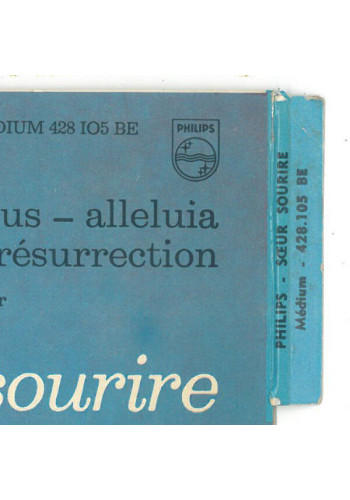 DIUM 428 105 BE
PHILIPS
us – alleluia
résurrection
r
sourire
PHILIPS - SŒUR SOURIRE
Médium - 428.105 BE